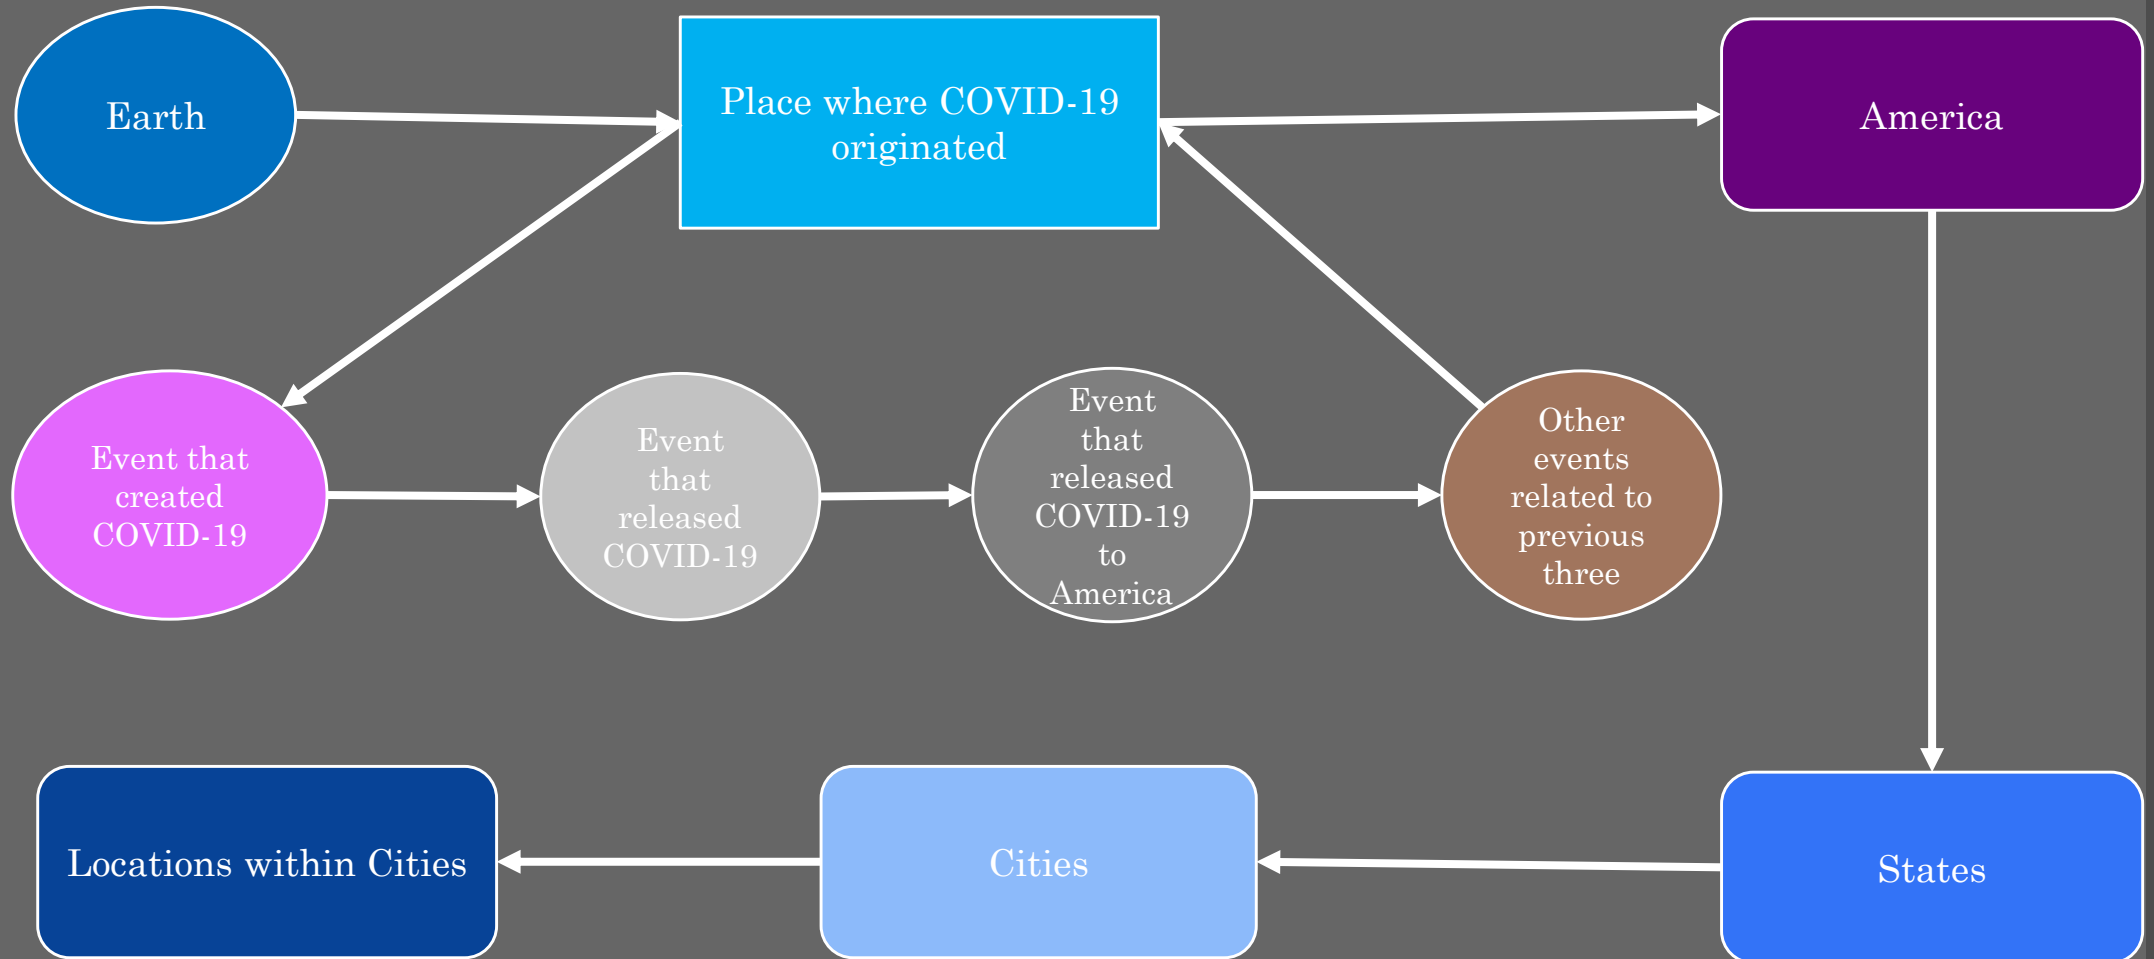 Earth
Place where COVID-19
originated
America
Event that
created
COVID-19
Event
that
released
COVID-19
Event
that
released
COVID-19
to
America
Other
events
related to
previous
three
Locations within Cities
Cities
States